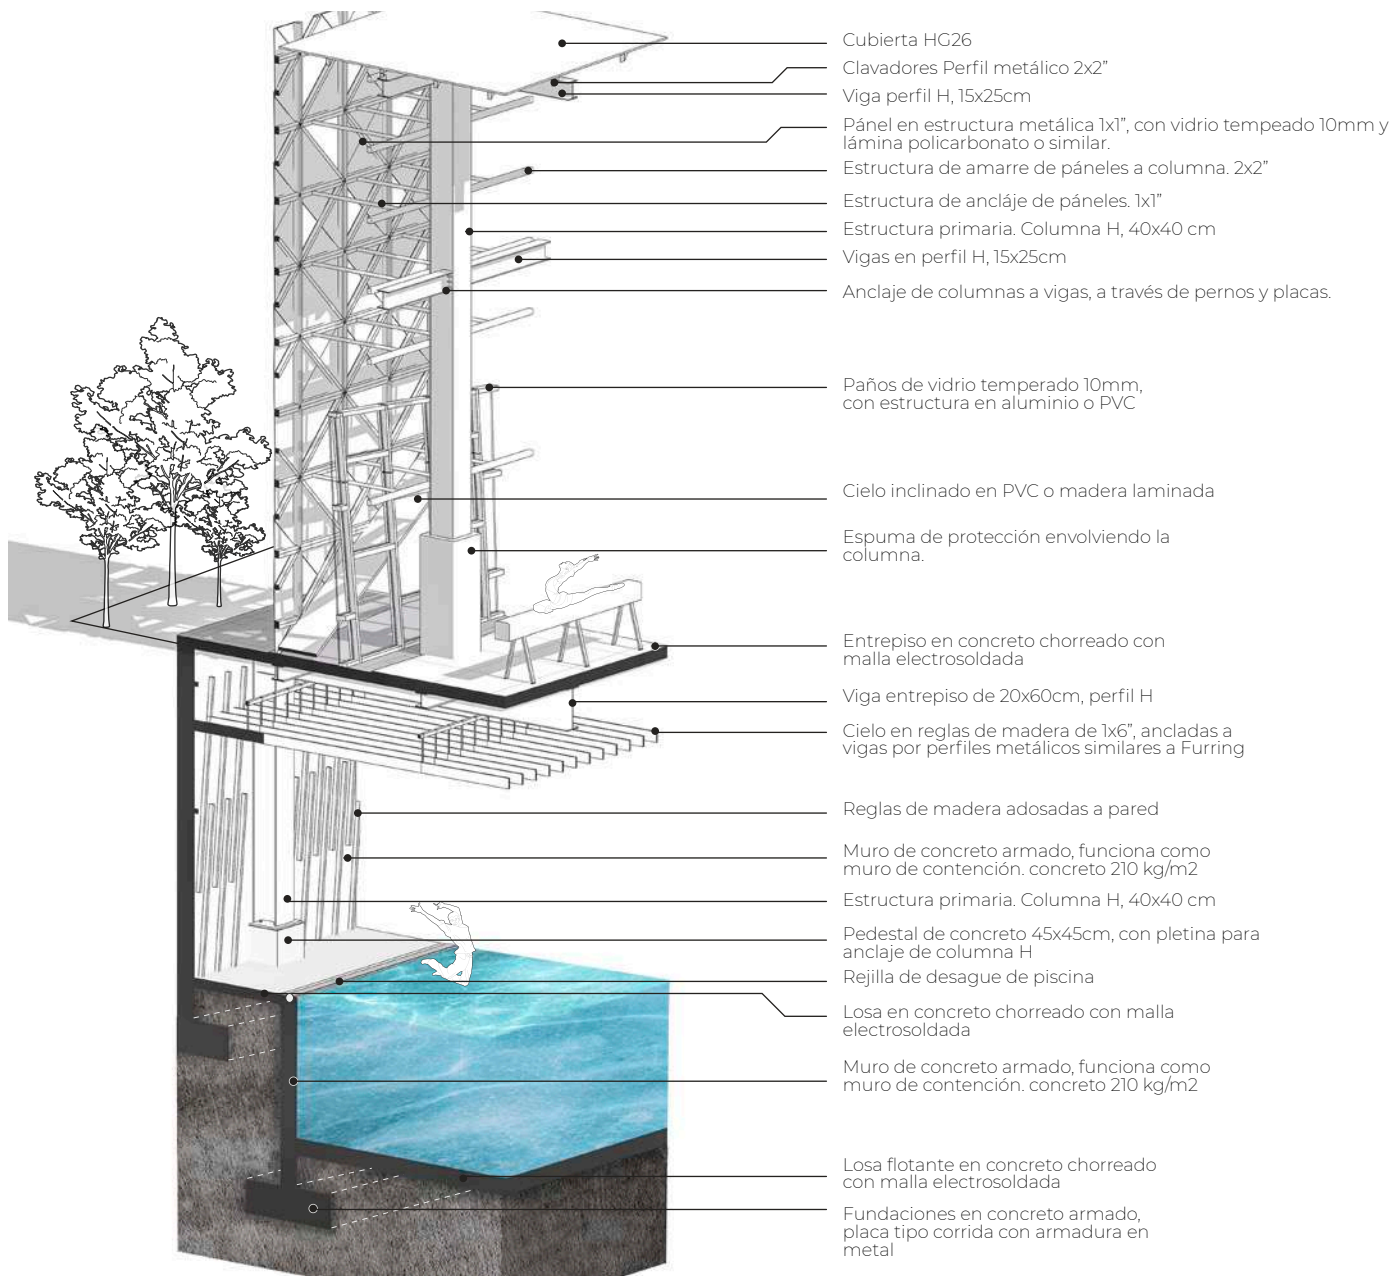 Cubierta HG26
Clavadores Perfil metálico 2x2”
Viga perfil H, 15x25cm
Pánel en estructura metálica 1x1”, con vidrio tempeado 10mm y
lámina policarbonato o similar.
Estructura de amarre de páneles a columna. 2x2”
Estructura de ancláje de páneles. 1x1”
Estructura primaria. Columna H, 40x40 cm
Vigas en perfil H, 15x25cm
Anclaje de columnas a vigas, a través de pernos y placas.
Paños de vidrio temperado 10mm,
con estructura en aluminio o PVC
Cielo inclinado en PVC o madera laminada
Espuma de protección envolviendo la
columna.
Entrepiso en concreto chorreado con
malla electrosoldada
Viga entrepiso de 20x60cm, perfil H
Cielo en reglas de madera de 1x6”, ancladas a
vigas por perfiles metálicos similares a Furring
Reglas de madera adosadas a pared
Muro de concreto armado, funciona como
muro de contención. concreto 210 kg/m2
Estructura primaria. Columna H, 40x40 cm
Pedestal de concreto 45x45cm, con pletina para
anclaje de columna H
Rejilla de desague de piscina
Losa en concreto chorreado con malla
electrosoldada
Muro de concreto armado, funciona como
muro de contención. concreto 210 kg/m2
Losa flotante en concreto chorreado
con malla electrosoldada
Fundaciones en concreto armado,
placa tipo corrida con armadura en
metal